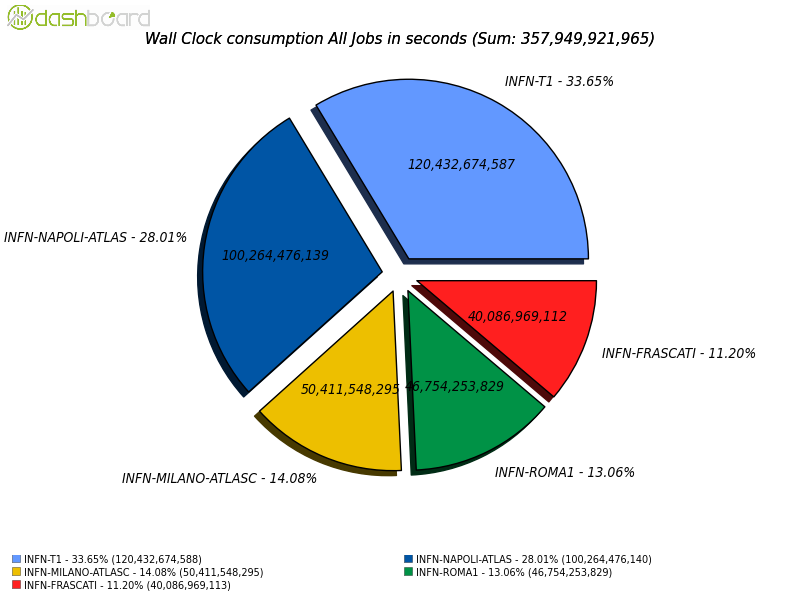 dashboard
Wall Clock consumption All Jobs in seconds (Sum: 357,949,921,965)
INFN-T1 - 33.65%
120,432,674,587
INFN-NAPOLI-ATLAS - 28.01%
100,264,476,139
40,086,969,112
INFN-FRASCATI - 11.20%
50,411,548,295
46,754,253,829
INFN-MILANO-ATLASC - 14.08%
INFN-ROMA1 - 13.06%
INFN-T1 - 33.65% (120,432,674,588)
INFN-NAPOLI-ATLAS - 28.01% (100,264,476,140)
INFN-MILANO-ATLASC - 14.08% (50,411,548,295)
INFN-ROMA1 - 13.06% (46,754,253,829)
INFN-FRASCATI - 11.20% (40,086,969,113)